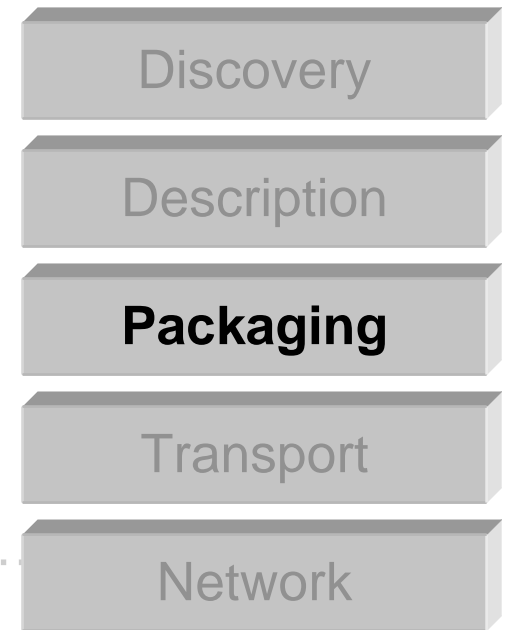 Discovery
Description
Packaging
Transport
Network